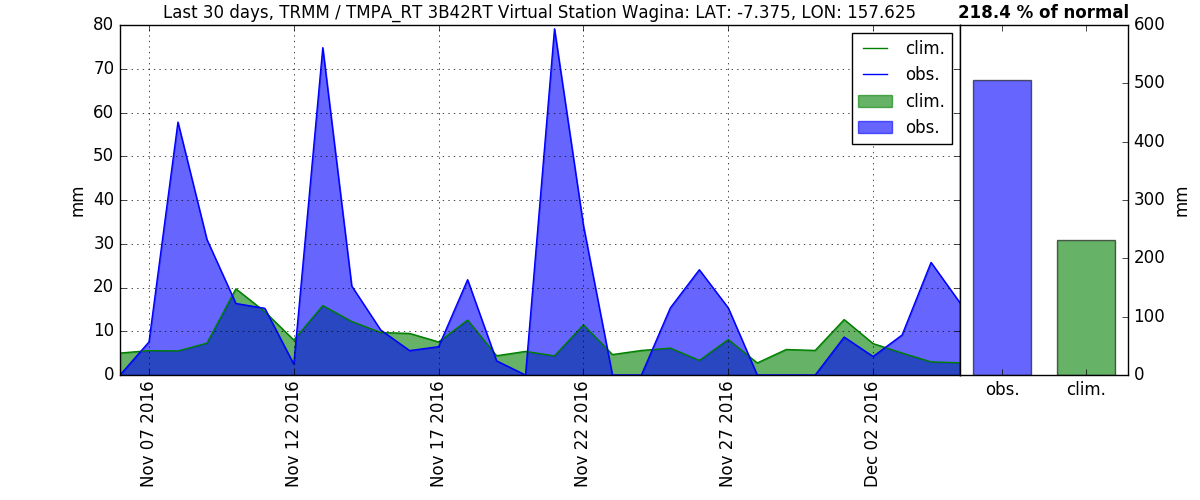 Last 30 days, TRMM / TMPA_RT 3B42RT Virtual Station Wagina: LAT: -7.375, LON: 157.625
218.4 % of normal
80
70
60
50
40
30
20
10
0
mm
clim.
obs.
clim.
obs.
600
500
400
300
200
100
0
mm
Nov 07 2016
Nov 12 2016
Nov 17 2016
Nov 22 2016
Nov 27 2016
Dec 02 2016
obs.
clim.